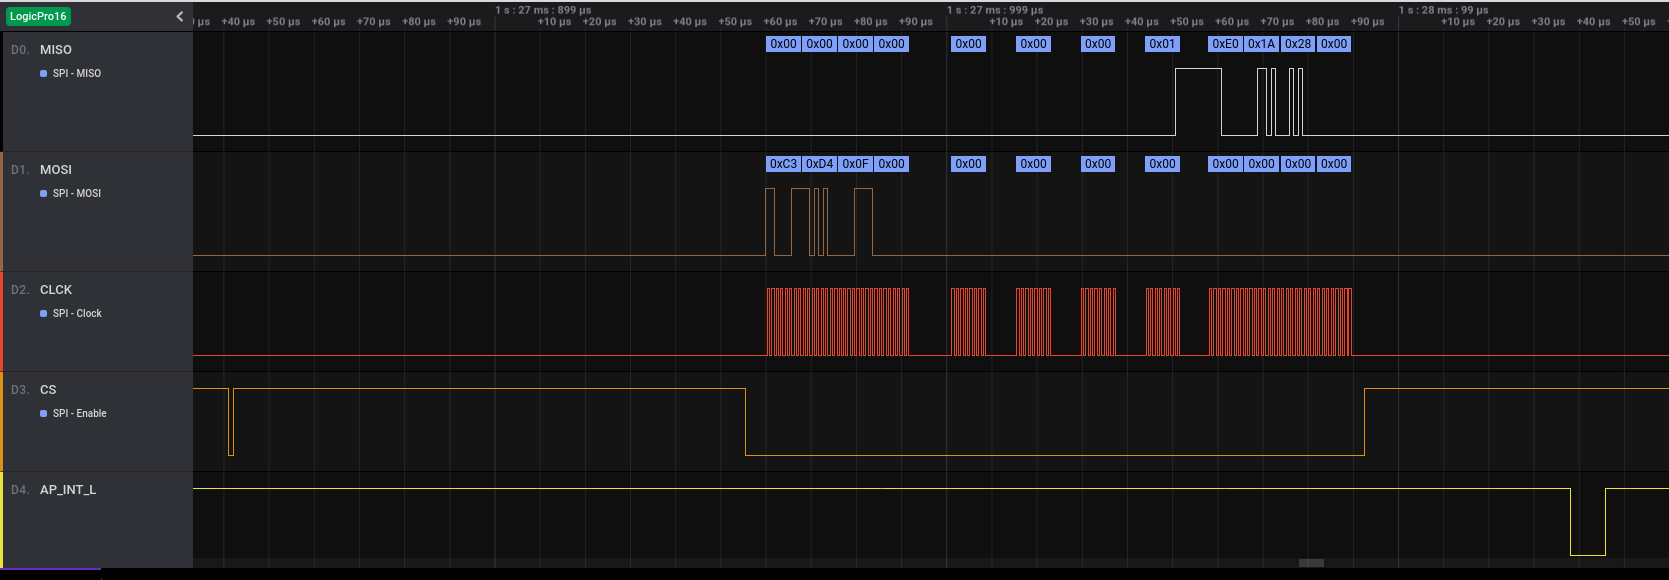 LogicPro16
1 s : 27 ms : 899 µs 1 s : 27 ms : 999 µs 1 s : 28 ms : 99 µs
µs +40 µs +50 µs +60 µs +70 µs +80 µs +90 µs +10 µs +20 µs +30 µs +40 µs +50 µs +60 µs +70 µs +80 µs +90 µs +10 µs +20 µs +30 µs +40 µs +50 µs +60 µs +70 µs +80 µs +90 µs +10 µs +20 µs +30 µs +40 µs +50 µs
D0. MISO
SPI - MISO
0x00 0x00 0x00 0x00 0x00 0x00 0x00 0x01 0xE0 0x1A 0x28 0x00
D1. MOSI
SPI - MOSI
0xC3 0xD4 0x0F 0x00 0x00 0x00 0x00 0x00 0x00 0x00 0x00 0x00
D2. CLCK
SPI - Clock
D3. CS
SPI - Enable
D4. AP_INT_L